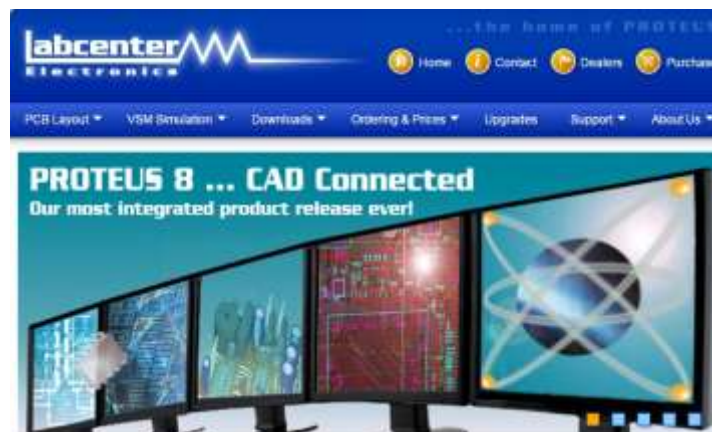 ...the home of PROTEUS
labcenter
Electronics
Home Contact Dealers Purchase
PCB Layout VSM Simulation Downloads Ordering & Prices Upgrades Support About Us
PROTEUS 8 ... CAD Connected
Our most integrated product release ever!